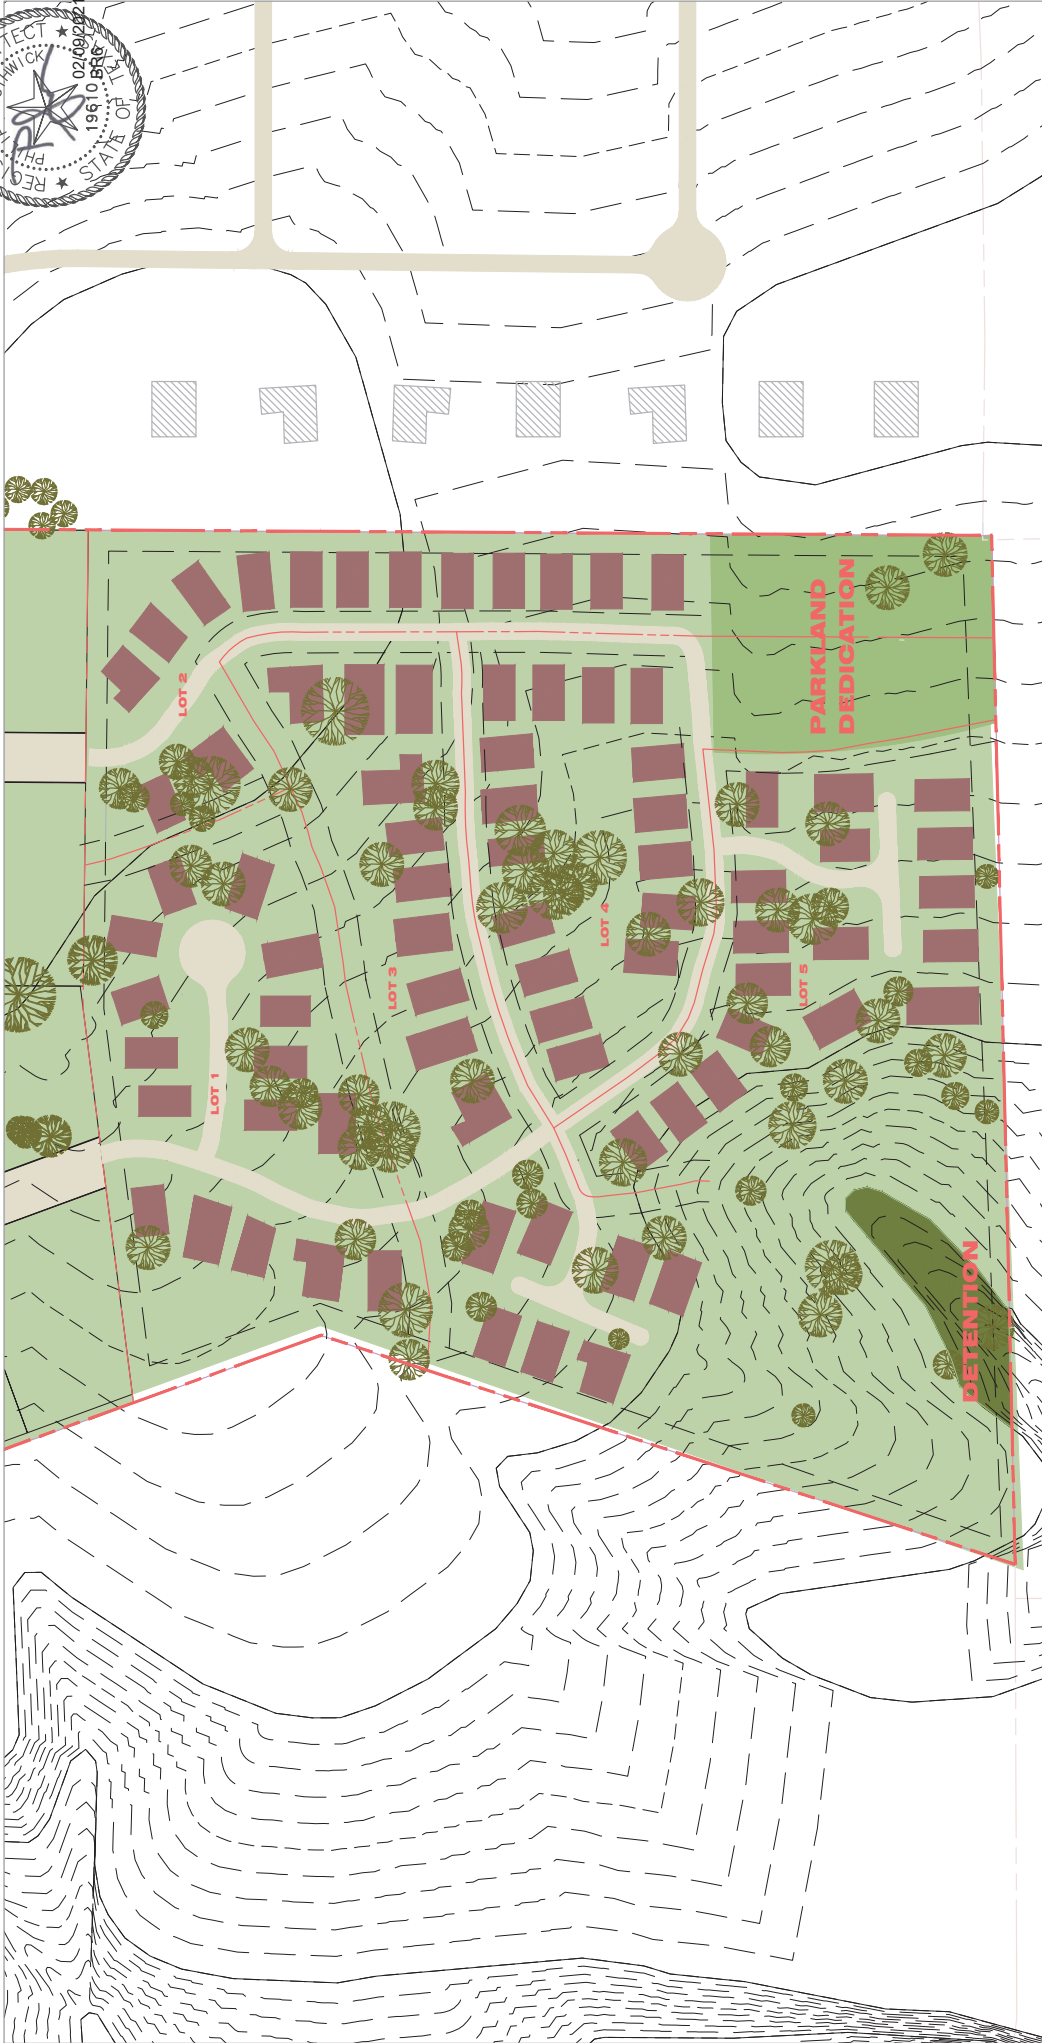 02/09/2021
19610 BRG
STATE OF
PARKLAND
DEDICATION
LOT 2
LOT 4
LOT 3
LOT 5
LOT 1
DETENTION